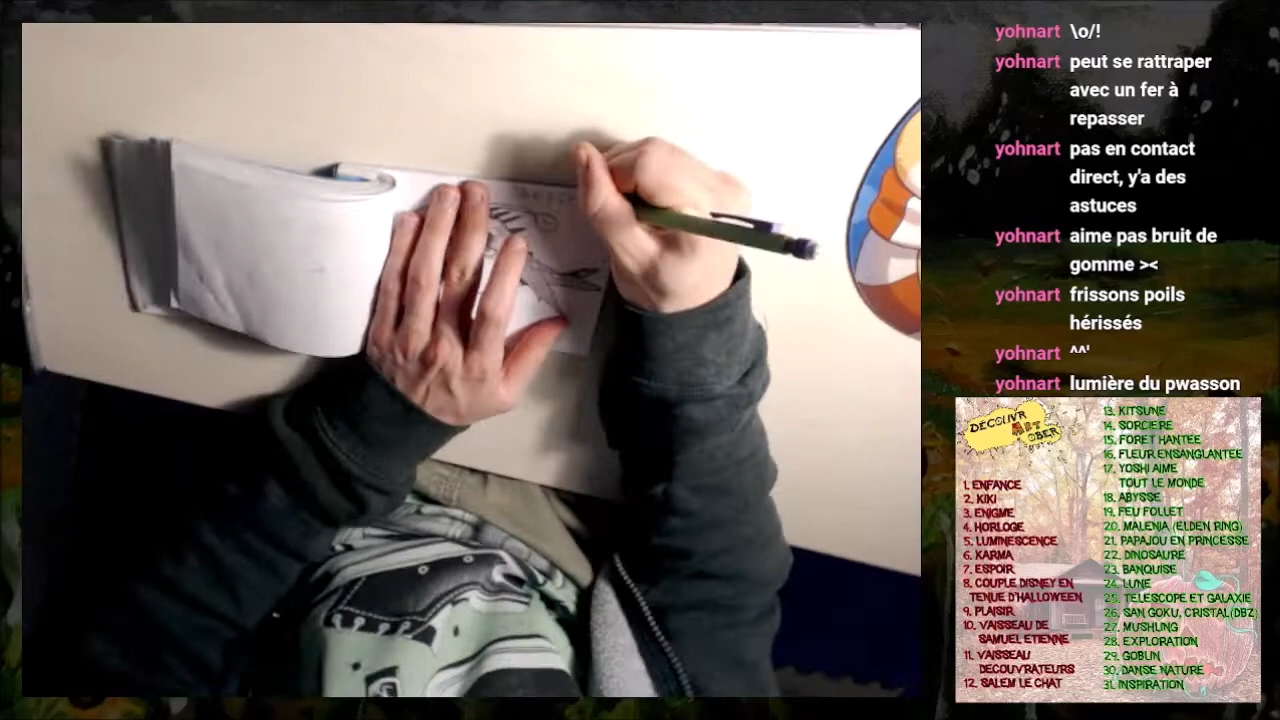 yohnart \o/!
yohnart peut se rattraper
avec un fer à
repasser
yohnart pas en contact
direct, y'a des
astuces
yohnart aime pas bruit de
gomme ><
yohnart frissons poils
hérissés
yohnart ^^'
yohnart lumière du pwasson
DÉCOUVR
ART
OBER
1. ENFANCE
2. KIKI
3. ENIGME
4. HORLOGE
5. LUMINESCENCE
6. KARMA
7. ESPOIR
8. COUPLE DISNEY EN
TENUE D'HALLOWEEN
9. PLAISIR
10. VAISSEAU DE
SAMUEL ETIENNE
11. VAISSEAU
DECOUVRATEURS
12. SALEM LE CHAT
13. KITSUNE
14. SORCIERE
15. FORET HANTEE
16. FLEUR ENSANGLANTEE
17. YOSHI AIME
TOUT LE MONDE
18. ABYSSE
19. FEU FOLLET
20. MALENIA (ELDEN RING)
21. PAPAJOU EN PRINCESSE
22. DINOSAURE
23. BANQUISE
24. LUNE
25. TELESCOPE ET GALAXIE
26. SAN GOKU, CRISTAL (DBZ)
27. MUSHLING
28. EXPLORATION
29. GOBLIN
30. DANSE NATURE
31. INSPIRATION